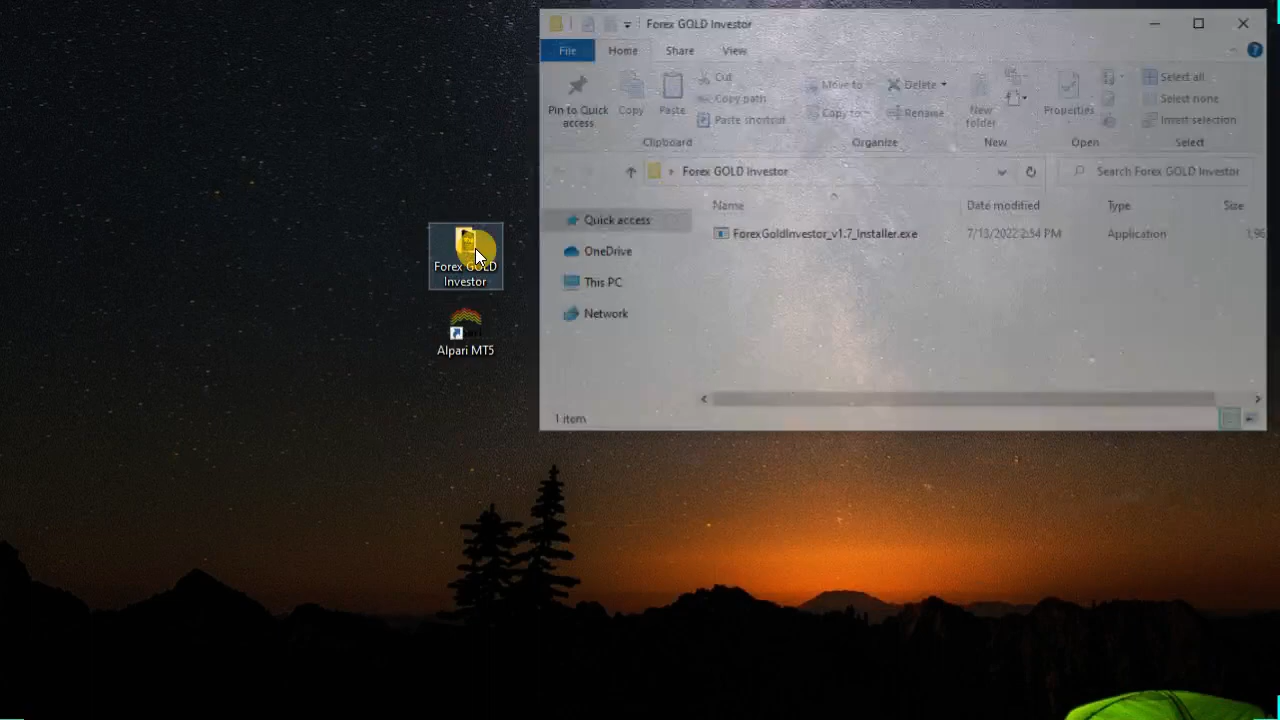 Forex GOLD Investor
File
Home
Share
View
Pin to Quick
access
Copy
Paste
Cut
Copy path
Paste shortcut
Clipboard
Move to
Copy to
Delete
Rename
Organize
New
folder
New
Properties
Open
Select all
Select none
Invert selection
Select
Forex GOLD Investor
Search Forex GOLD Investor
Name
Date modified
Type
Size
Quick access
OneDrive
This PC
Network
ForexGoldInvestor_v1.7_Installer.exe
7/13/2022 2:54 PM
Application
1,96
1 item
Forex GOLD
Investor
Alpari MT5